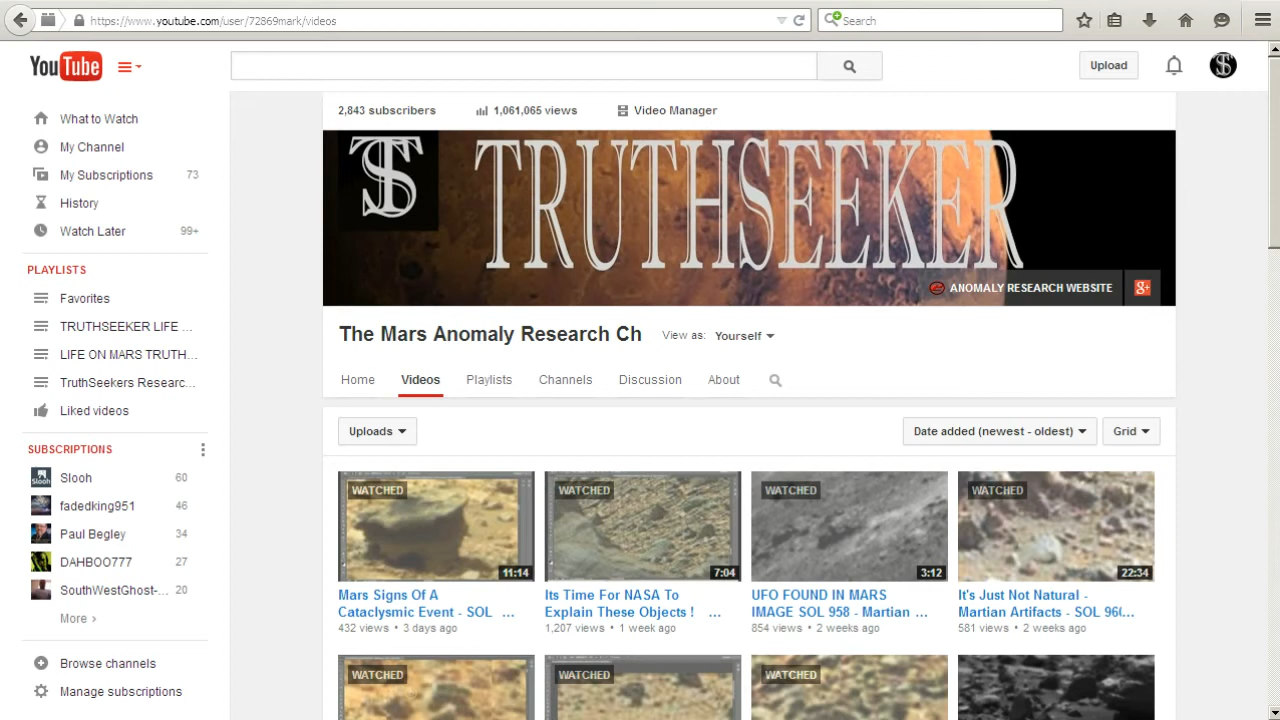 https://www.youtube.com/user/72869mark/videos
Search
YouTube
Upload
What to Watch
My Channel
My Subscriptions 73
History
Watch Later 99+
PLAYLISTS
Favorites
TRUTHSEEKER LIFE ...
LIFE ON MARS TRUTH...
TruthSeekers Researc...
Liked videos
SUBSCRIPTIONS
Slooh 60
fadedking951 46
Paul Begley 34
DAHBOO777 27
SouthWestGhost-... 20
More ›
Browse channels
Manage subscriptions
2,843 subscribers 1,061,065 views Video Manager
TS TRUTHSEEKER
ANOMALY RESEARCH WEBSITE g+
The Mars Anomaly Research Ch View as: Yourself
Home Videos Playlists Channels Discussion About
Uploads Date added (newest - oldest) Grid
WATCHED WATCHED WATCHED WATCHED
11:14 7:04 3:12 22:34
Mars Signs Of A
Cataclysmic Event - SOL ...
432 views • 3 days ago
Its Time For NASA To
Explain These Objects ! ...
1,207 views • 1 week ago
UFO FOUND IN MARS
IMAGE SOL 958 - Martian ...
854 views • 2 weeks ago
It's Just Not Natural -
Martian Artifacts - SOL 960...
581 views • 2 weeks ago
WATCHED WATCHED WATCHED